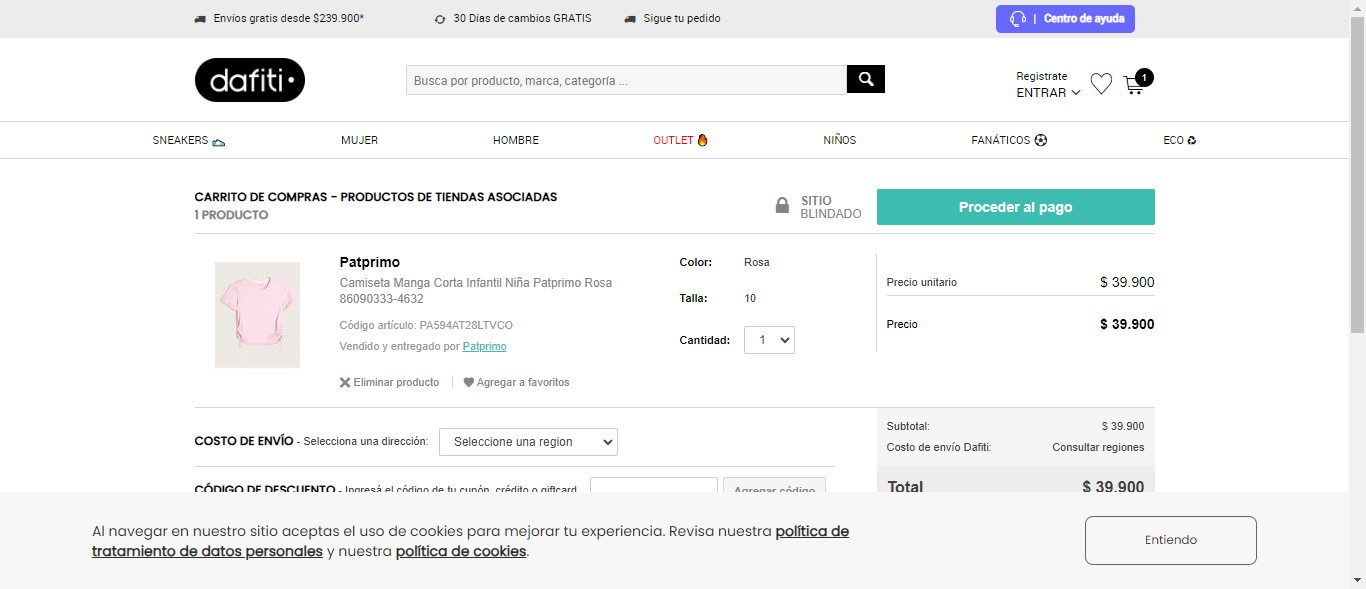 Envíos gratis desde $239.900*
30 Días de cambios GRATIS
Sigue tu pedido
| Centro de ayuda
dafiti
Busca por producto, marca, categoría ...
Registrate
ENTRAR
1
SNEAKERS
MUJER
HOMBRE
OUTLET
NIÑOS
FANÁTICOS
ECO
CARRITO DE COMPRAS - PRODUCTOS DE TIENDAS ASOCIADAS
1 PRODUCTO
SITIO
BLINDADO
Proceder al pago
Patprimo
Camiseta Manga Corta Infantil Niña Patprimo Rosa
86090333-4632
Código artículo: PA594AT28LTVCO
Vendido y entregado por Patprimo
Eliminar producto
Agregar a favoritos
Color: Rosa
Talla: 10
Cantidad: 1
Precio unitario $ 39.900
Precio $ 39.900
COSTO DE ENVÍO - Selecciona una dirección: Seleccione una region
Subtotal: $ 39.900
Costo de envío Dafiti: Consultar regiones
CÓDIGO DE DESCUENTO - Ingresá el código de tu cupón, crédito o giftcard
Agregar código
Total $ 39.900
Al navegar en nuestro sitio aceptas el uso de cookies para mejorar tu experiencia. Revisa nuestra política de
tratamiento de datos personales y nuestra política de cookies.
Entiendo